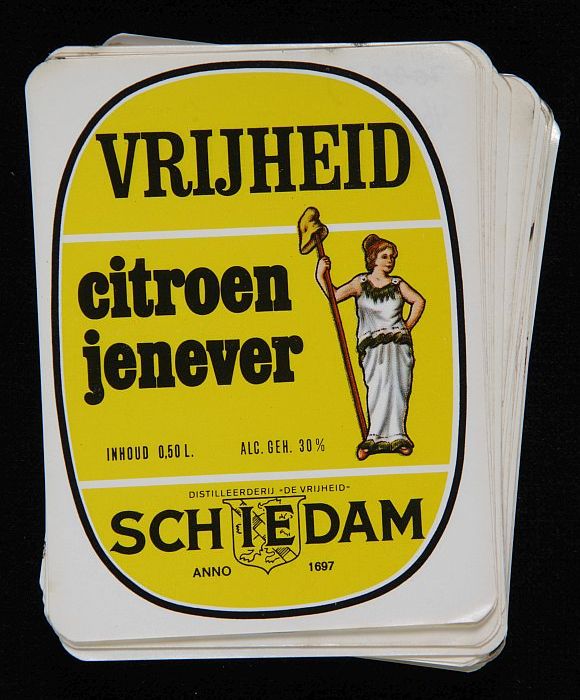 VRIJHEID
citroen
jenever
INHOUD 0,50 L. ALC. GEH. 30%
DISTILLEERDERIJ -DE VRIJHEID-
SCHIEDAM
ANNO 1697